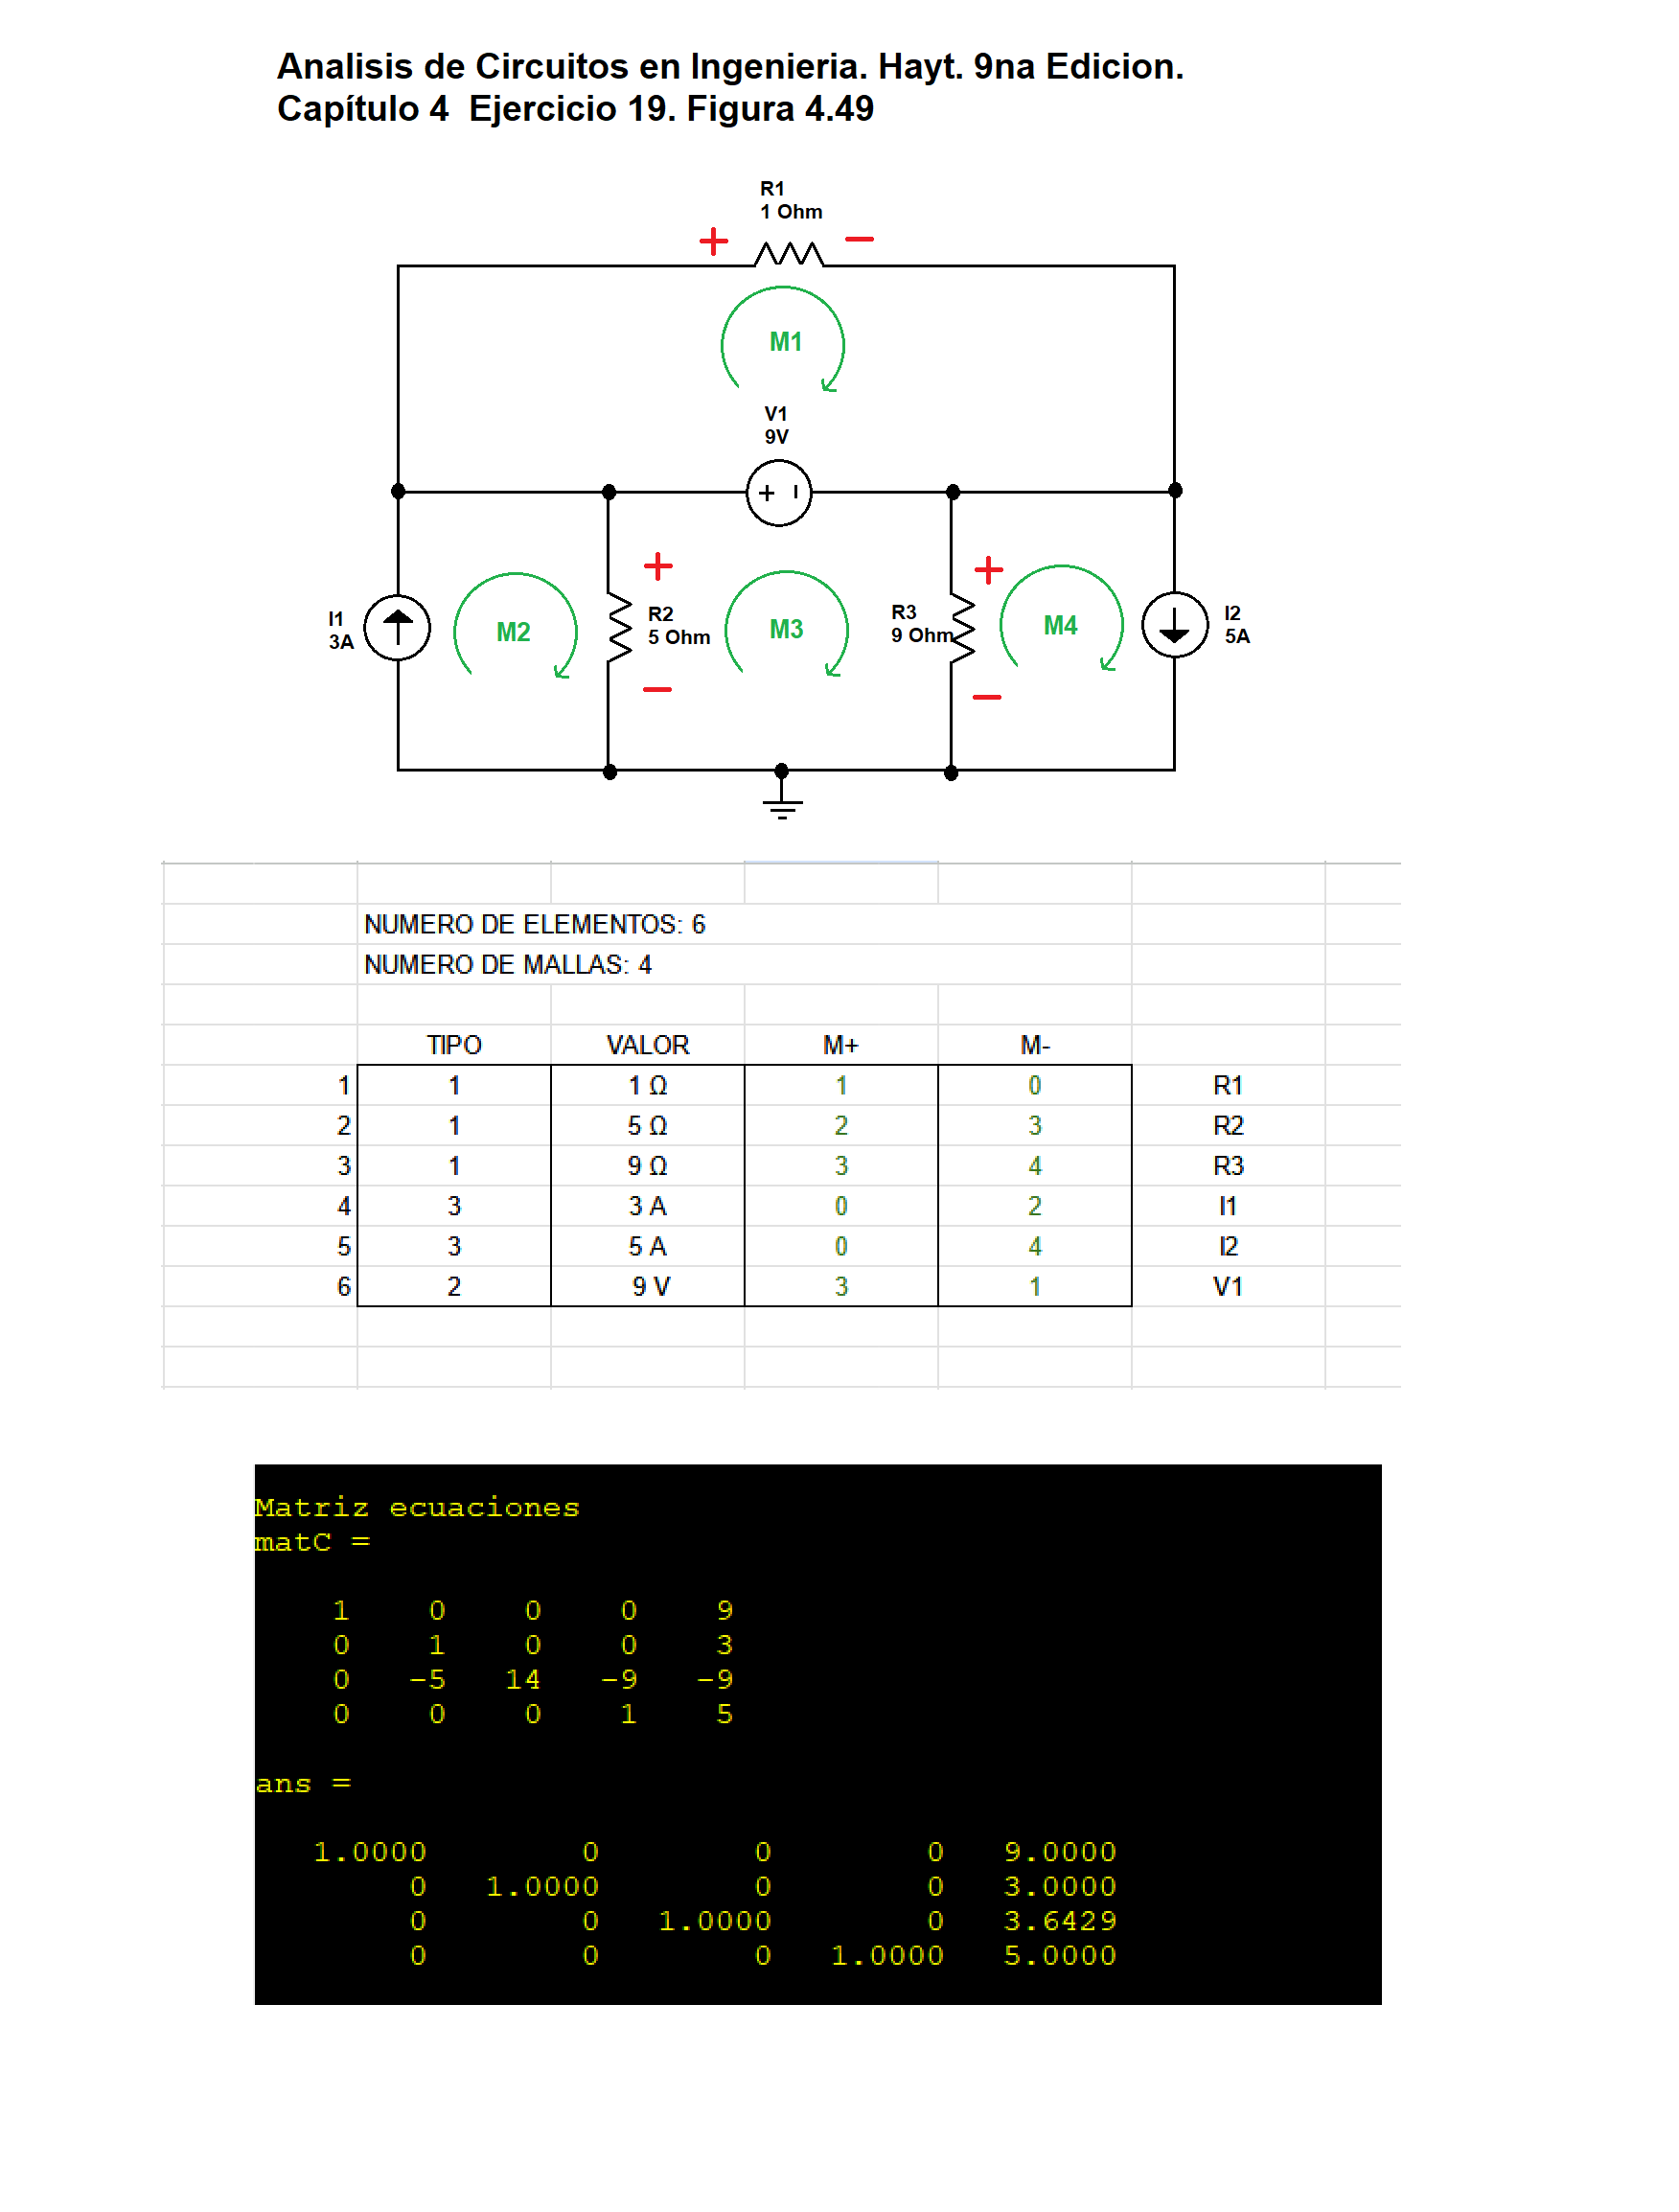 Analisis de Circuitos en Ingenieria. Hayt. 9na Edicion.
Capítulo 4  Ejercicio 19. Figura 4.49
R1
1 Ohm
+ −
M1
V1
9V
+ −
I1
3A
M2
+
R2
5 Ohm
−
M3
R3
9 Ohm
+
−
M4
I2
5A
NUMERO DE ELEMENTOS: 6
NUMERO DE MALLAS: 4
TIPO VALOR M+ M-
1 1 1 Ω 1 0 R1
2 1 5 Ω 2 3 R2
3 1 9 Ω 3 4 R3
4 3 3 A 0 2 I1
5 3 5 A 0 4 I2
6 2 9 V 3 1 V1
Matriz ecuaciones
matC =
1 0 0 0 9
0 1 0 0 3
0 -5 14 -9 -9
0 0 0 1 5
ans =
1.0000 0 0 0 9.0000
0 1.0000 0 0 3.0000
0 0 1.0000 0 3.6429
0 0 0 1.0000 5.0000